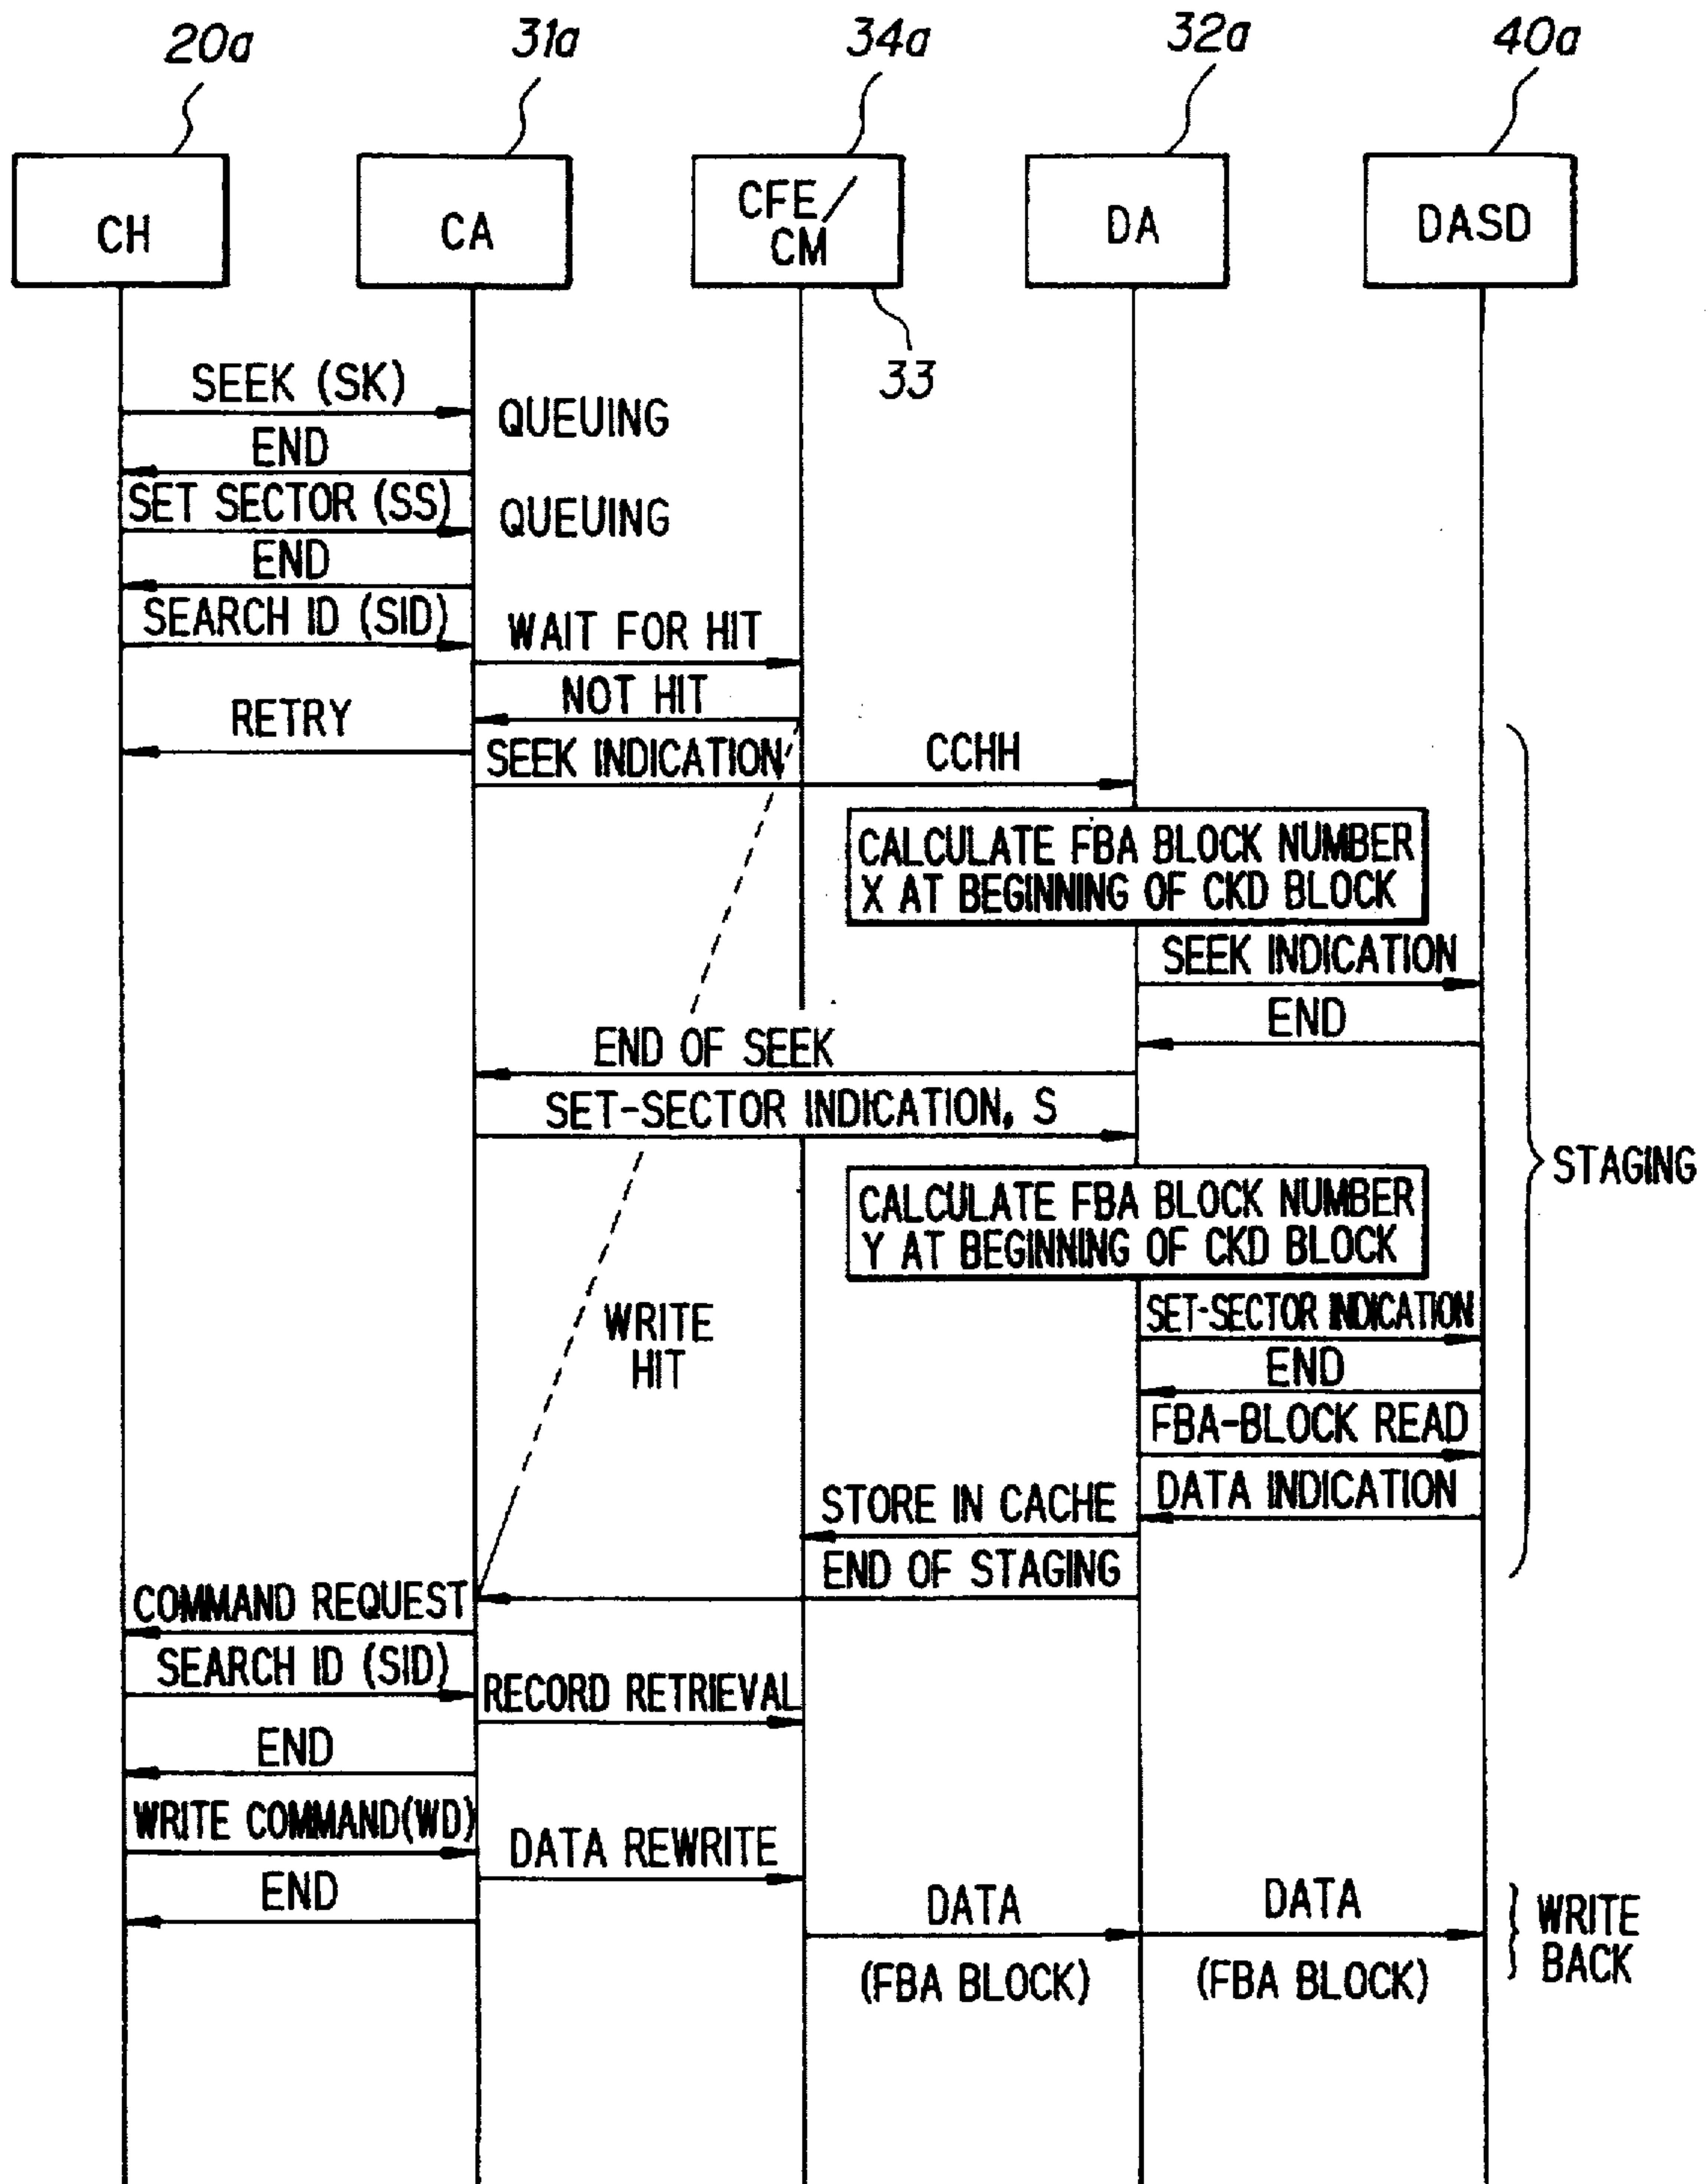 20a
31a
34a
32a
40a
CH
CA
CFE/
CM
DA
DASD
33
SEEK (SK)
QUEUING
END
SET SECTOR (SS)
QUEUING
END
SEARCH ID (SID)
WAIT FOR HIT
NOT HIT
RETRY
SEEK INDICATION
CCHH
CALCULATE FBA BLOCK NUMBER
X AT BEGINNING OF CKD BLOCK
SEEK INDICATION
END
END OF SEEK
SET-SECTOR INDICATION, S
STAGING
CALCULATE FBA BLOCK NUMBER
Y AT BEGINNING OF CKD BLOCK
SET-SECTOR INDICATION
WRITE
HIT
END
FBA-BLOCK READ
DATA INDICATION
STORE IN CACHE
END OF STAGING
COMMAND REQUEST
SEARCH ID (SID)
RECORD RETRIEVAL
END
WRITE COMMAND(WD)
DATA REWRITE
END
DATA
(FBA BLOCK)
DATA
(FBA BLOCK)
WRITE
BACK